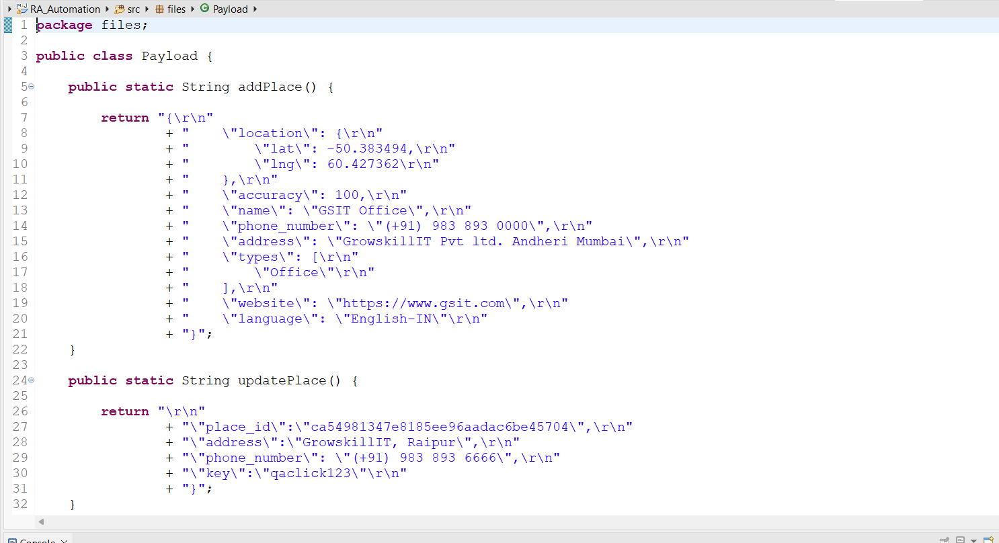 RA_Automation src files Payload
1 package files;
2
3 public class Payload {
4
5 public static String addPlace() {
6
7 return "{\r\n"
8 + "    \"location\": {\r\n"
9 + "        \"lat\": -50.383494,\r\n"
10 + "        \"lng\": 60.427362\r\n"
11 + "    },\r\n"
12 + "    \"accuracy\": 100,\r\n"
13 + "    \"name\": \"GSIT Office\",\r\n"
14 + "    \"phone_number\": \"(+91) 983 893 0000\",\r\n"
15 + "    \"address\": \"GrowskillIT Pvt ltd. Andheri Mumbai\",\r\n"
16 + "    \"types\": [\r\n"
17 + "        \"Office\"\r\n"
18 + "    ],\r\n"
19 + "    \"website\": \"https://www.gsit.com\",\r\n"
20 + "    \"language\": \"English-IN\"\r\n"
21 + "}";
22 }
23
24 public static String updatePlace() {
25
26 return "\r\n"
27 + "\"place_id\":\"ca54981347e8185ee96aadac6be45704\",\r\n"
28 + "\"address\":\"GrowskillIT, Raipur\",\r\n"
29 + "\"phone_number\": \"(+91) 983 893 6666\",\r\n"
30 + "\"key\":\"qaclick123\"\r\n"
31 + "}";
32 }
Console